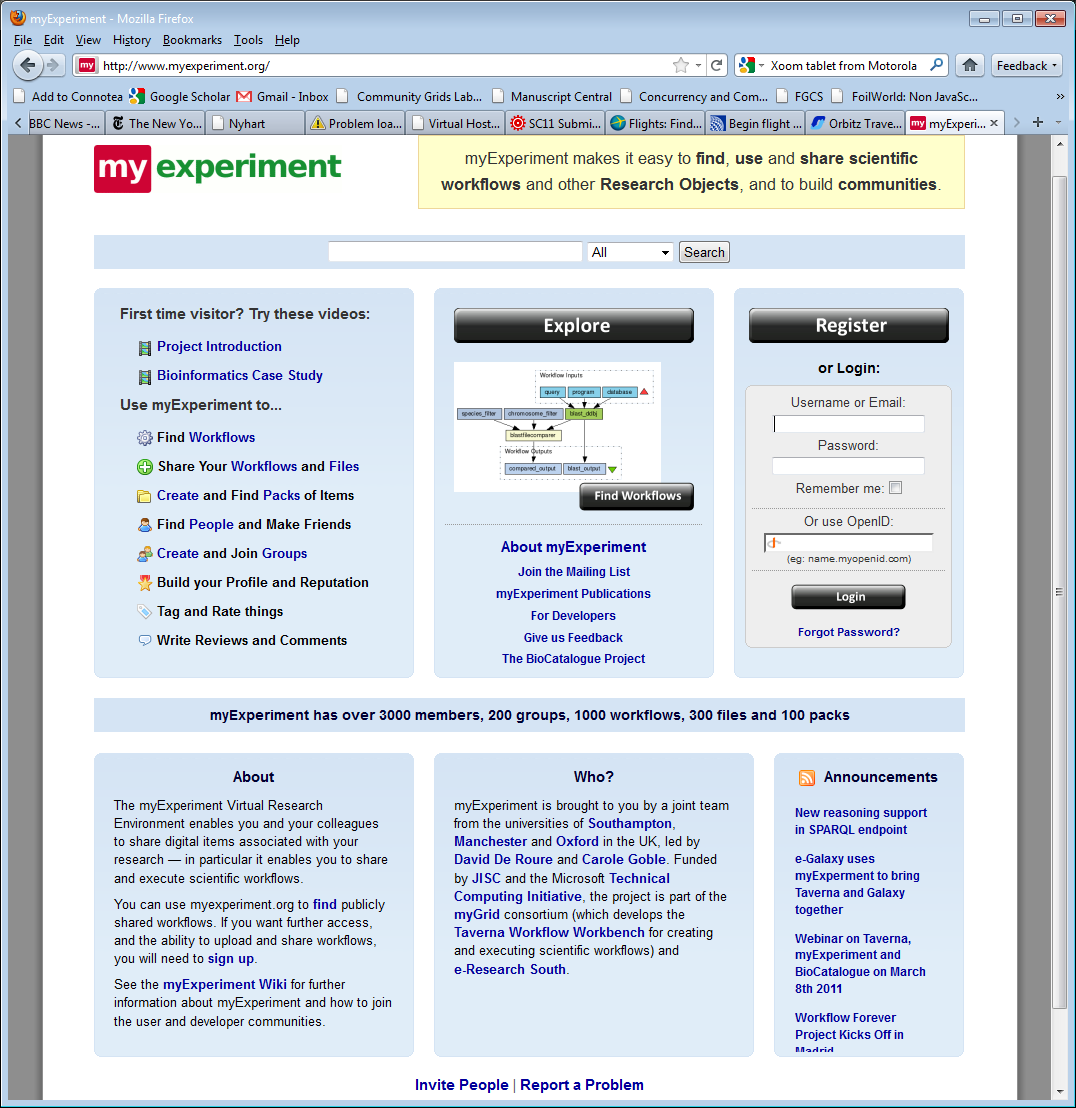 myExperiment - Mozilla Firefox
File Edit View History Bookmarks Tools Help
my http://www.myexperiment.org/ Xoom tablet from Motorola Feedback
Add to Connotea Google Scholar Gmail - Inbox Community Grids Lab... Manuscript Central Concurrency and Com... FGCS FoilWorld: Non JavaSc... »
BBC News -... The New Yo... Nyhart Problem loa... Virtual Host... SC11 Submi... Flights: Find... Begin flight ... Orbitz Trave... my myExperi...
my experiment
myExperiment makes it easy to find, use and share scientific
workflows and other Research Objects, and to build communities.
All Search
First time visitor? Try these videos:
Project Introduction
Bioinformatics Case Study
Use myExperiment to...
Find Workflows
Share Your Workflows and Files
Create and Find Packs of Items
Find People and Make Friends
Create and Join Groups
Build your Profile and Reputation
Tag and Rate things
Write Reviews and Comments
Explore
Workflow Inputs
query program database
species_filter chromosome_filter blast_ddbj
blastfilecomparer
Workflow Outputs
compared_output blast_output
Find Workflows
About myExperiment
Join the Mailing List
myExperiment Publications
For Developers
Give us Feedback
The BioCatalogue Project
Register
or Login:
Username or Email:
Password:
Remember me:
Or use OpenID:
(eg: name.myopenid.com)
Login
Forgot Password?
myExperiment has over 3000 members, 200 groups, 1000 workflows, 300 files and 100 packs
About
The myExperiment Virtual Research
Environment enables you and your colleagues
to share digital items associated with your
research — in particular it enables you to share
and execute scientific workflows.
You can use myexperiment.org to find publicly
shared workflows. If you want further access,
and the ability to upload and share workflows,
you will need to sign up.
See the myExperiment Wiki for further
information about myExperiment and how to join
the user and developer communities.
Who?
myExperiment is brought to you by a joint team
from the universities of Southampton,
Manchester and Oxford in the UK, led by
David De Roure and Carole Goble. Funded
by JISC and the Microsoft Technical
Computing Initiative, the project is part of the
myGrid consortium (which develops the
Taverna Workflow Workbench for creating
and executing scientific workflows) and
e-Research South.
Announcements
New reasoning support
in SPARQL endpoint
e-Galaxy uses
myExperment to bring
Taverna and Galaxy
together
Webinar on Taverna,
myExperiment and
BioCatalogue on March
8th 2011
Workflow Forever
Project Kicks Off in
Madrid
Invite People | Report a Problem